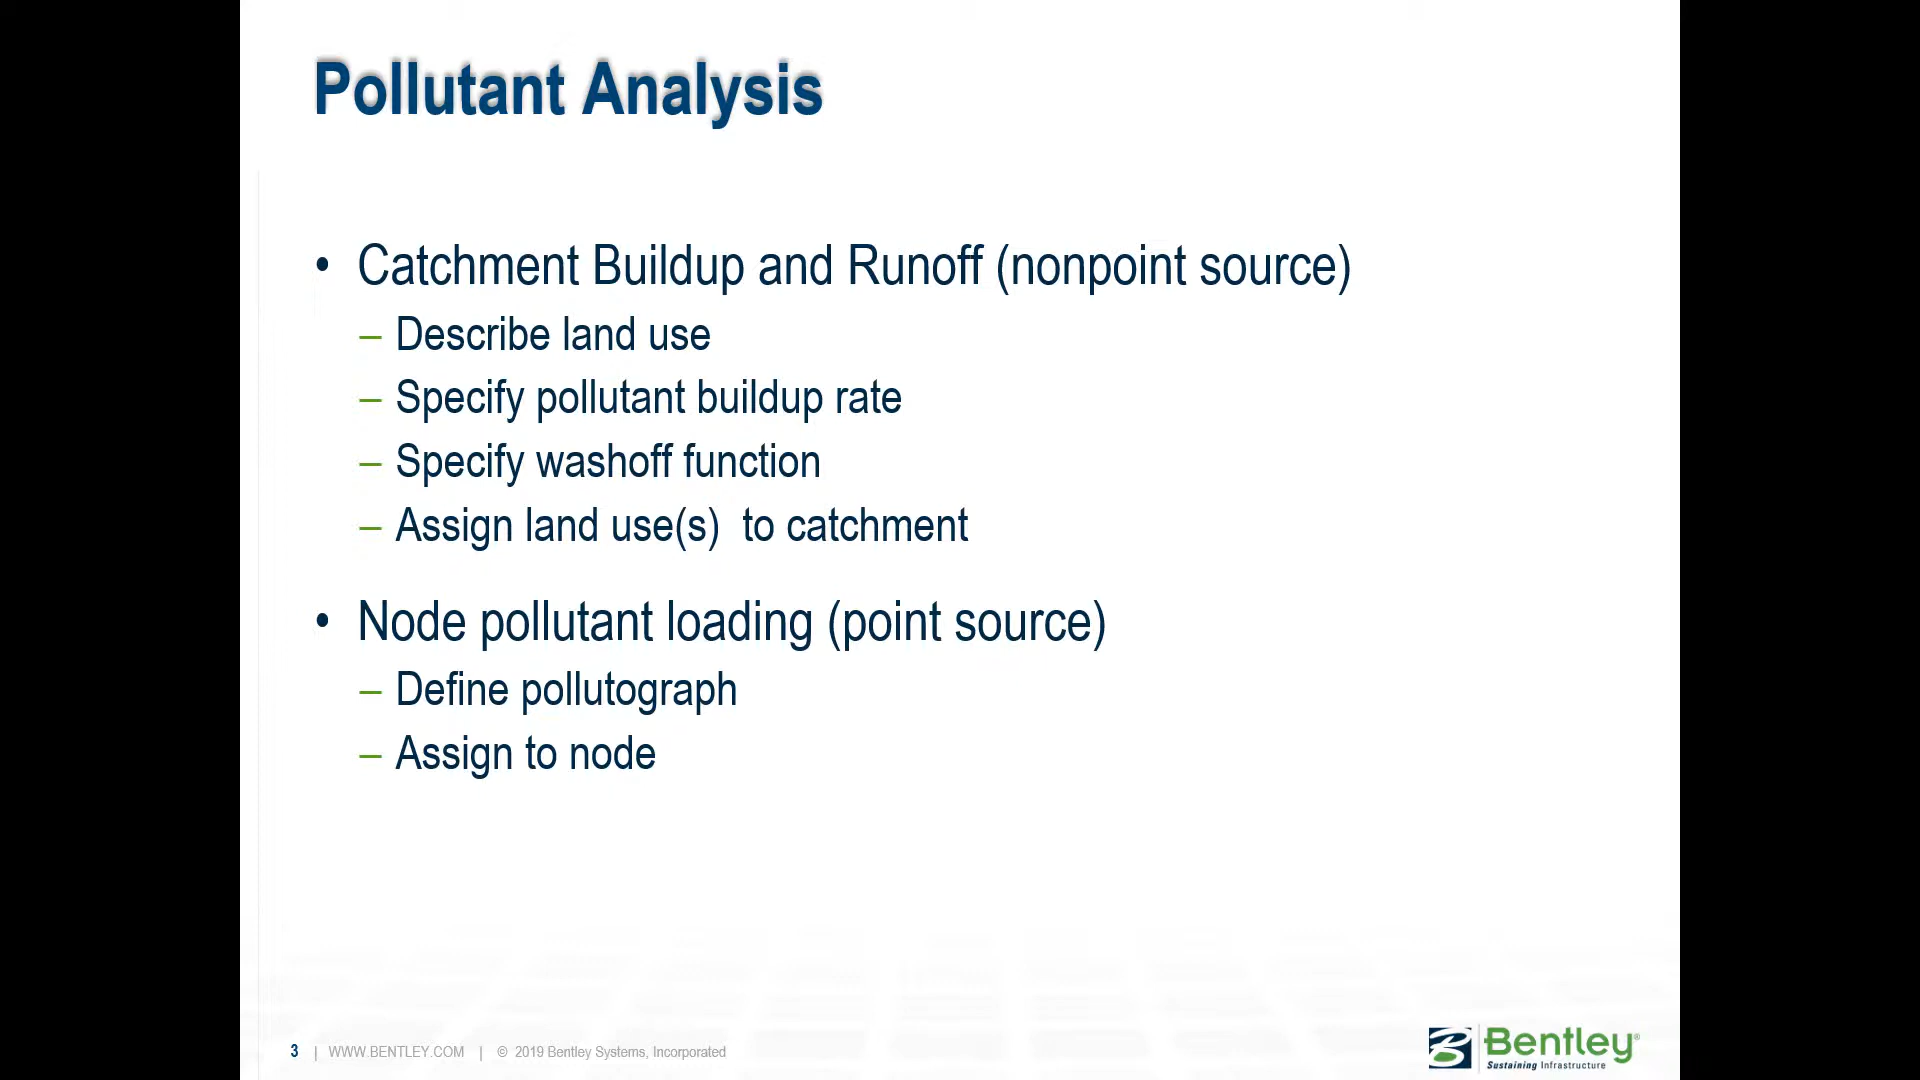 Pollutant Analysis
• Catchment Buildup and Runoff (nonpoint source)
– Describe land use
– Specify pollutant buildup rate
– Specify washoff function
– Assign land use(s) to catchment
• Node pollutant loading (point source)
– Define pollutograph
– Assign to node
3 | WWW.BENTLEY.COM | © 2019 Bentley Systems, Incorporated
Bentley®
Sustaining Infrastructure